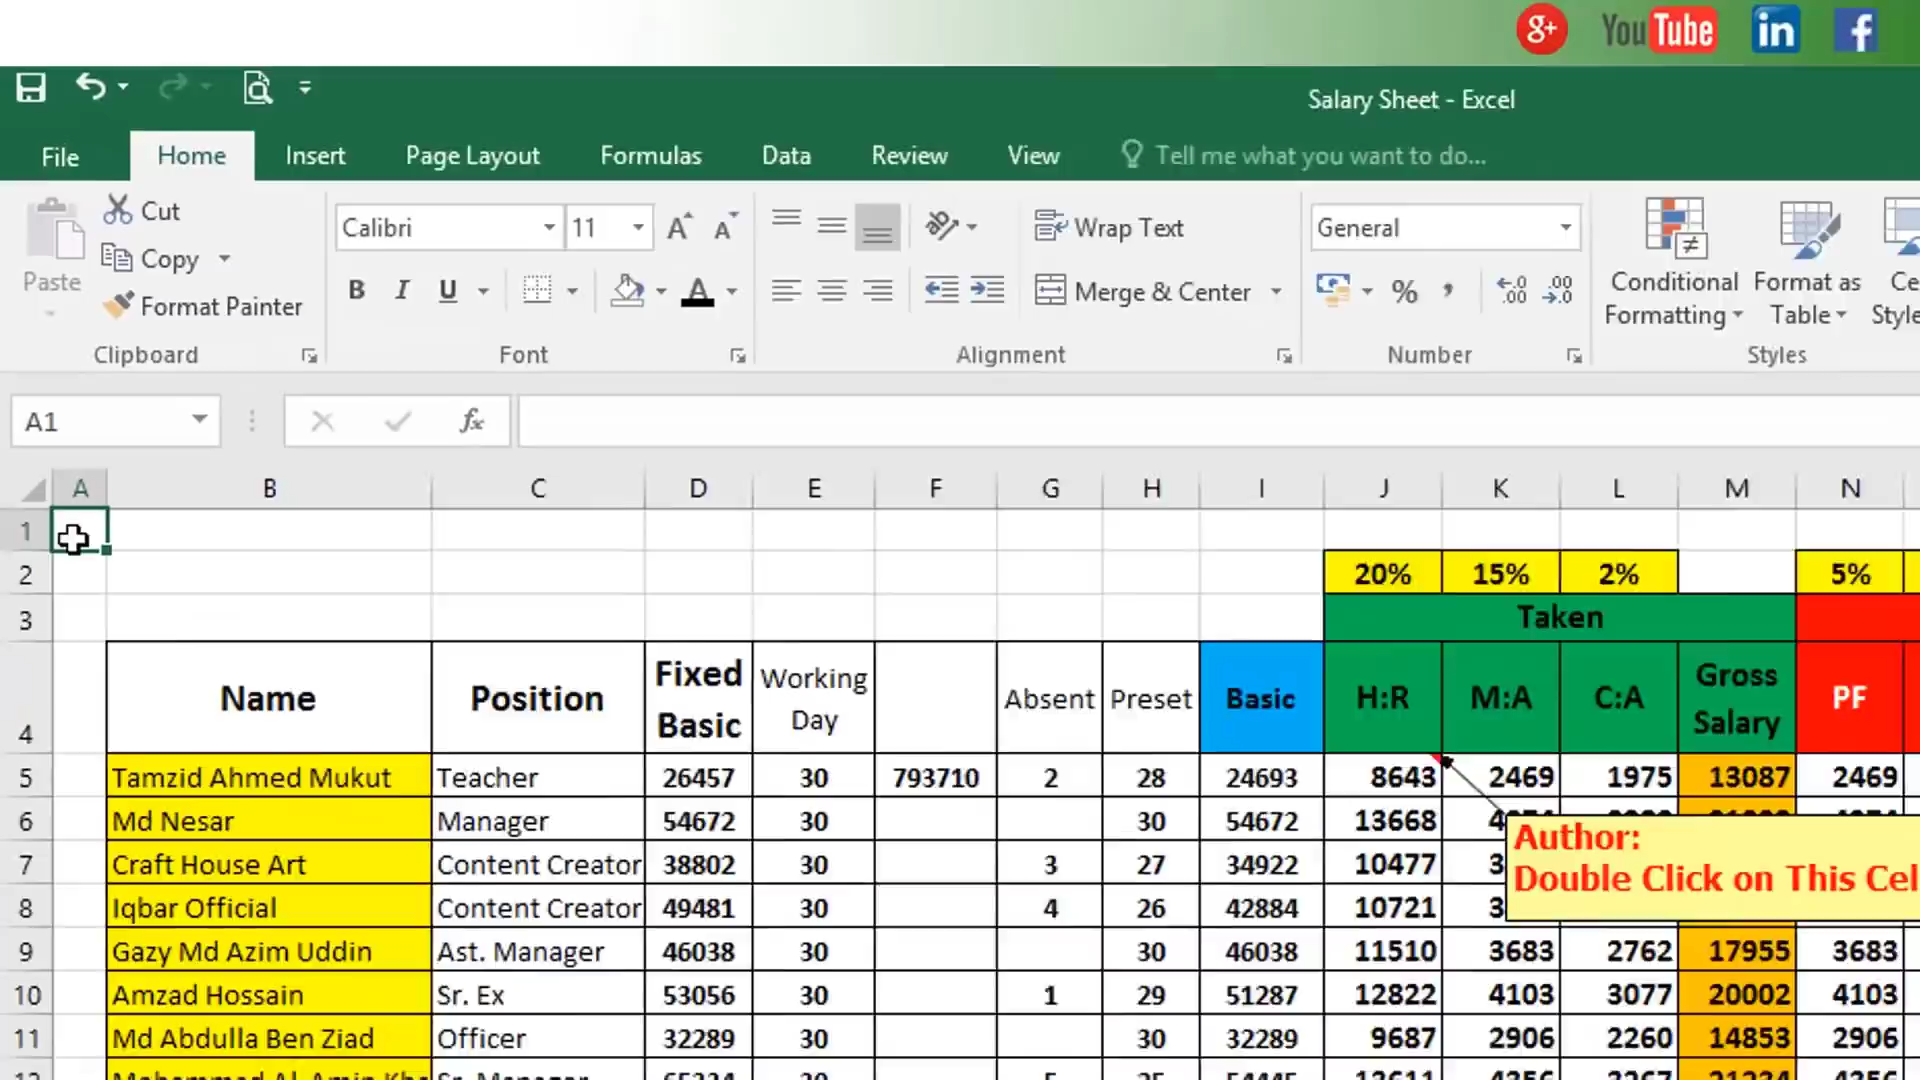 g+ YouTube in f
Salary Sheet - Excel
File Home Insert Page Layout Formulas Data Review View Tell me what you want to do...
Paste
Cut
Copy
Format Painter
Clipboard
Calibri 11
B I U
Font
Wrap Text
Merge & Center
Alignment
General
%
Number
Conditional Formatting
Format as Table
Styles
A1 fx
A B C D E F G H I J K L M N
1
2 20% 15% 2% 5%
3 Taken
4 Name Position Fixed Basic Working Day Absent Preset Basic H:R M:A C:A Gross Salary PF
5 Tamzid Ahmed Mukut Teacher 26457 30 793710 2 28 24693 8643 2469 1975 13087 2469
6 Md Nesar Manager 54672 30 30 54672 13668
7 Craft House Art Content Creator 38802 30 3 27 34922 10477
8 Iqbar Official Content Creator 49481 30 4 26 42884 10721
Author:
Double Click on This Cel
9 Gazy Md Azim Uddin Ast. Manager 46038 30 30 46038 11510 3683 2762 17955 3683
10 Amzad Hossain Sr. Ex 53056 30 1 29 51287 12822 4103 3077 20002 4103
11 Md Abdulla Ben Ziad Officer 32289 30 30 32289 9687 2906 2260 14853 2906